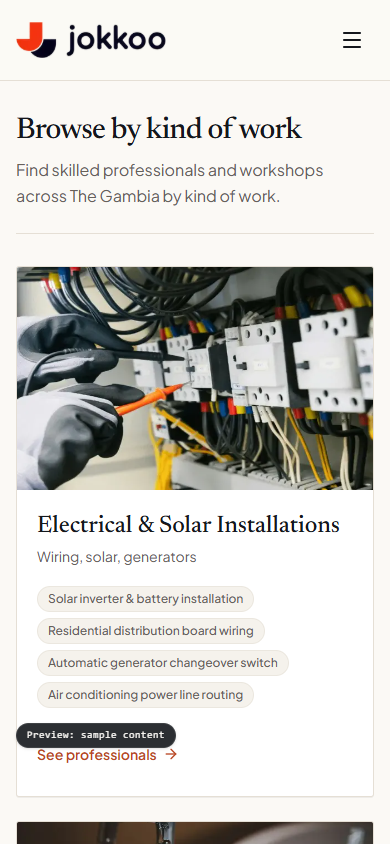 jokkoo
Browse by kind of work
Find skilled professionals and workshops
across The Gambia by kind of work.
Electrical & Solar Installations
Wiring, solar, generators
Solar inverter & battery installation
Residential distribution board wiring
Automatic generator changeover switch
Air conditioning power line routing
Preview: sample content
See professionals →